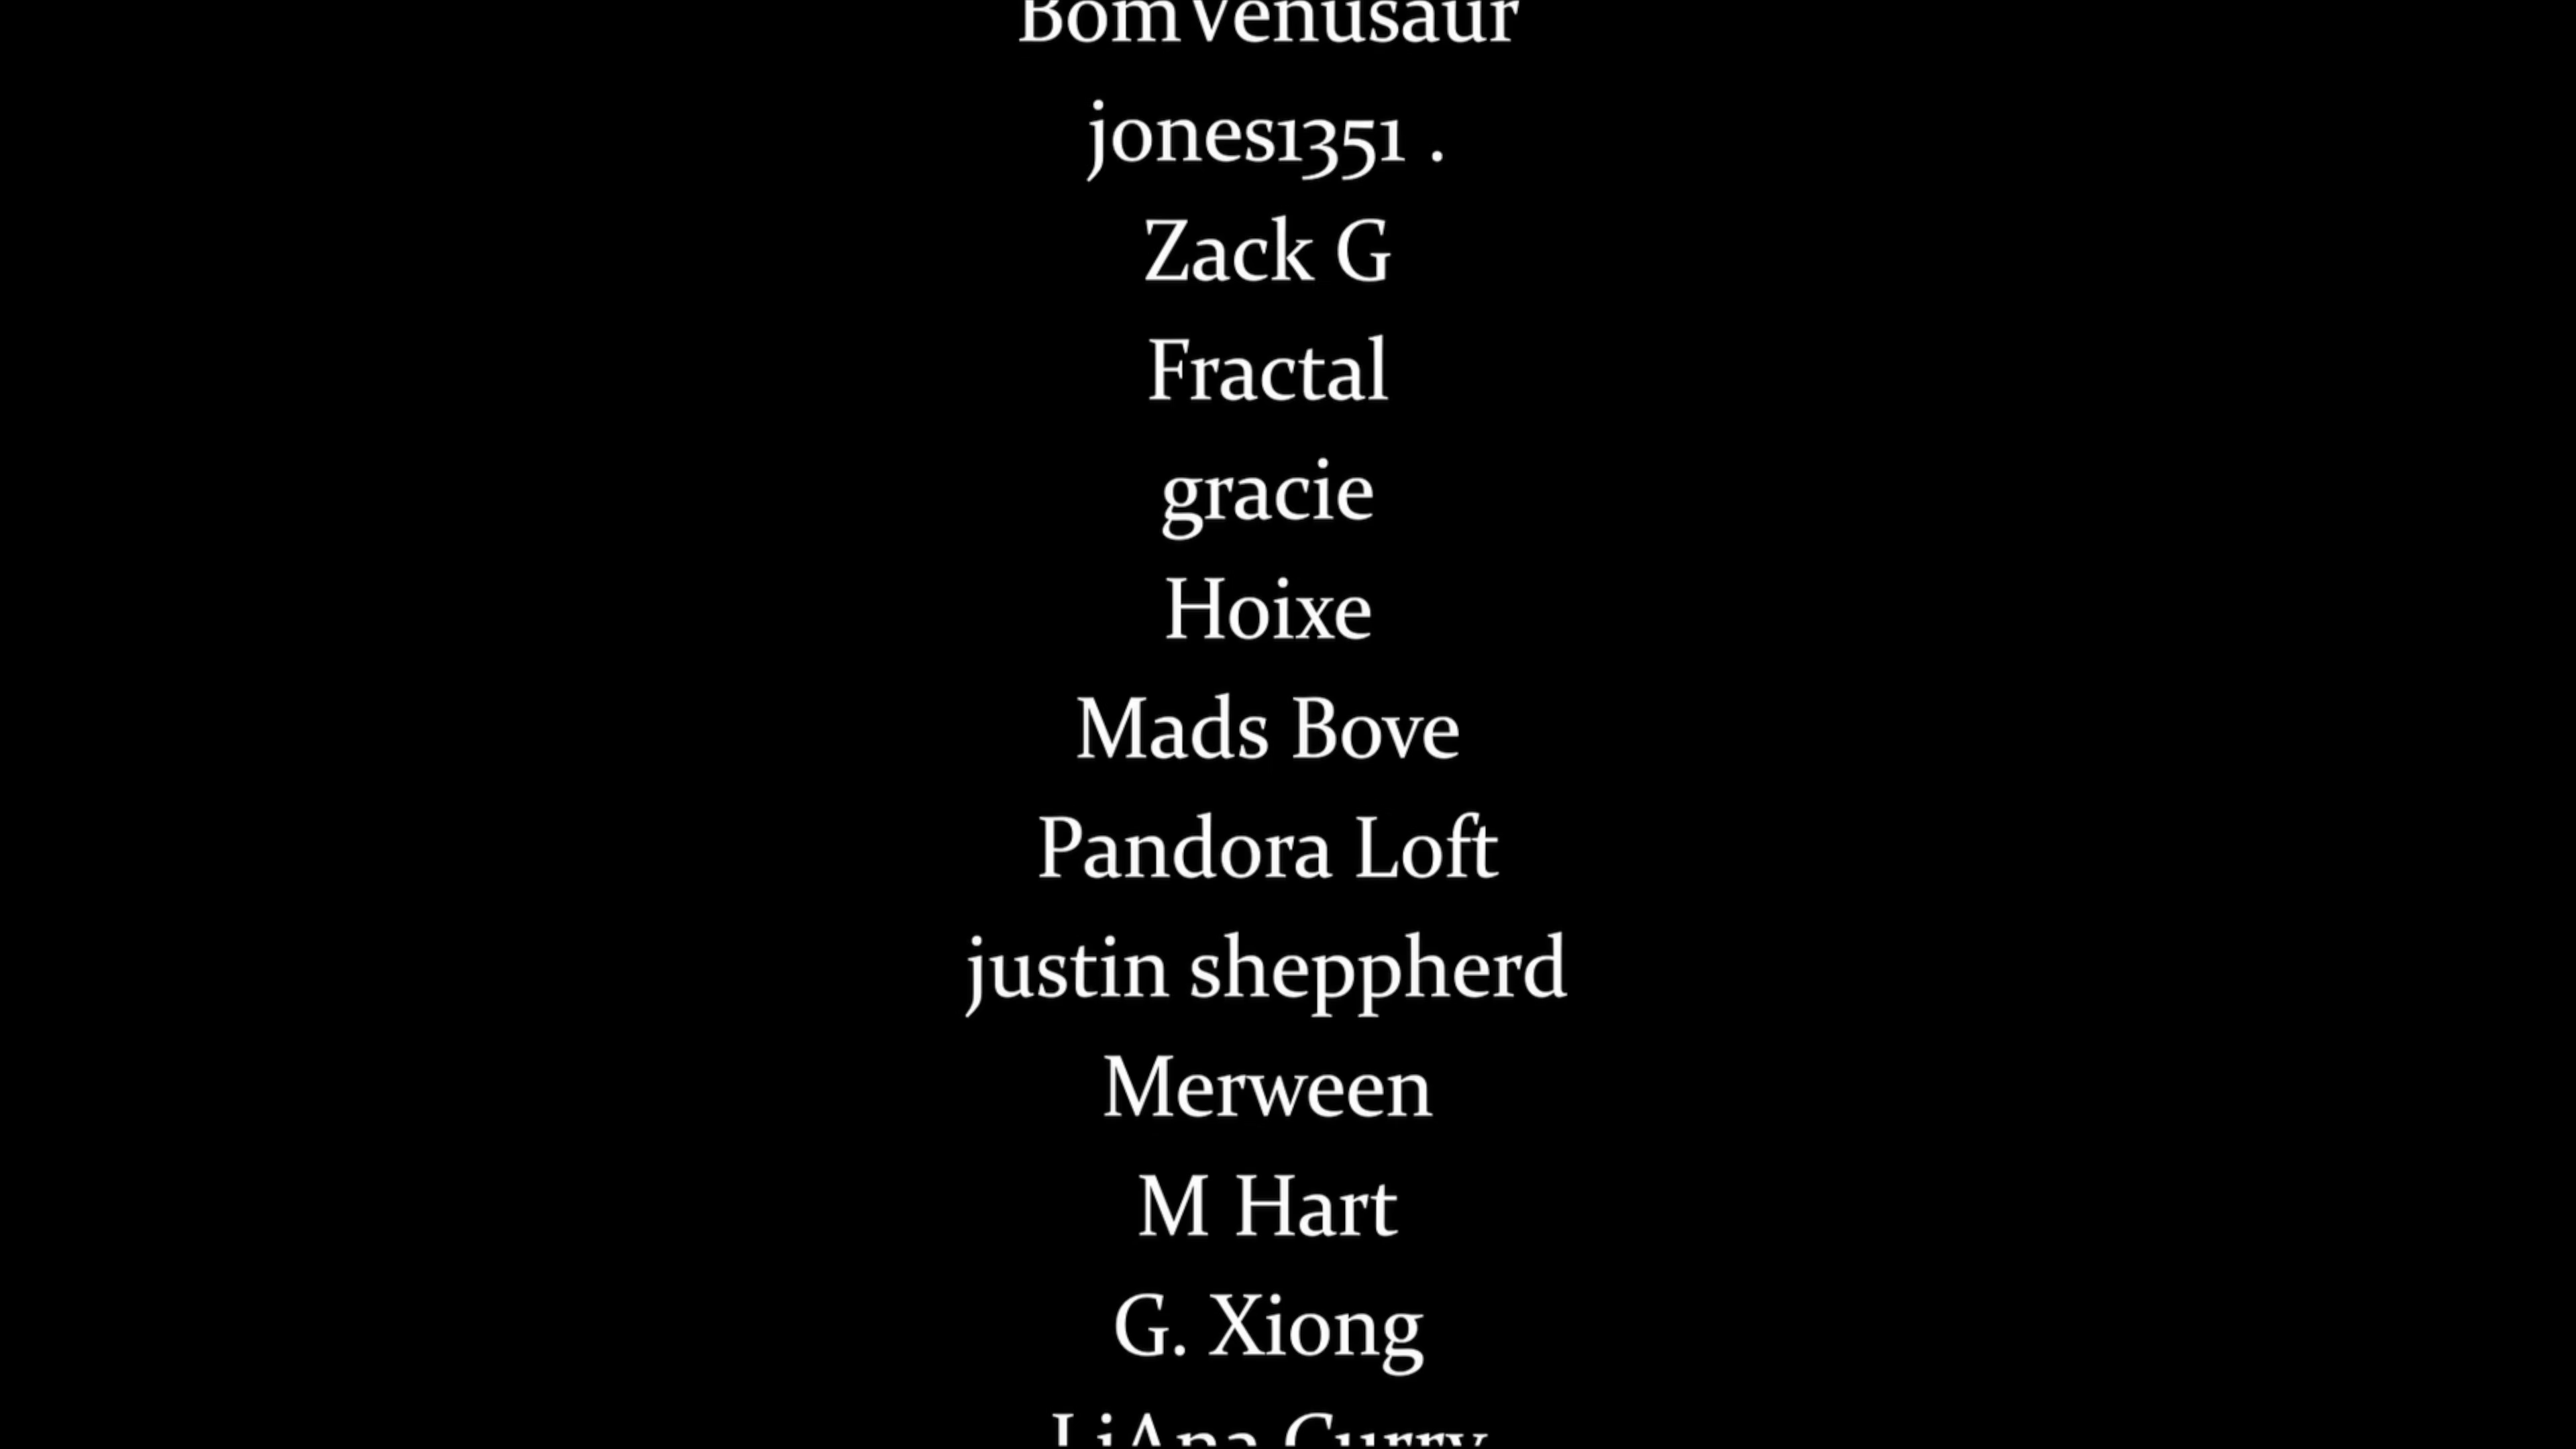 BomVenusaur
jones1351 .
Zack G
Fractal
gracie
Hoixe
Mads Bove
Pandora Loft
justin sheppherd
Merween
M Hart
G. Xiong
LiAna Curry